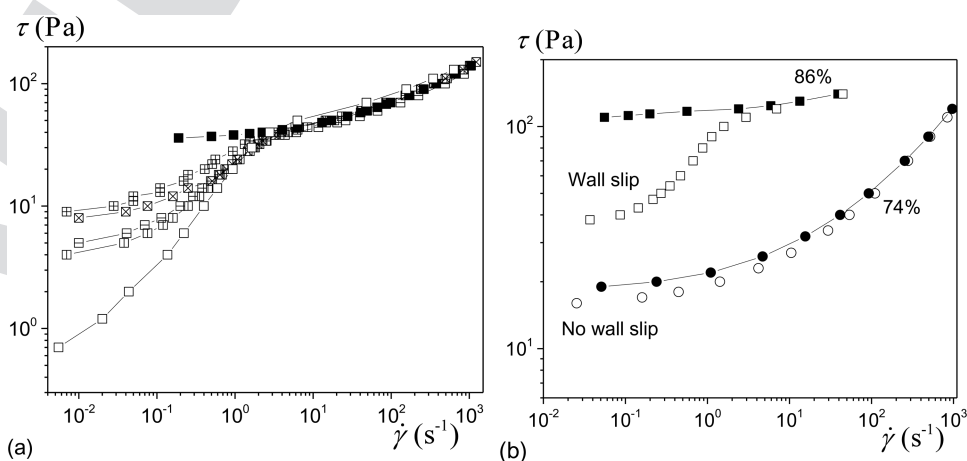 τ (Pa)
10²
10¹
10⁰
10⁻² 10⁻¹ 10⁰ 10¹ 10² 10³
γ̇ (s⁻¹)
(a)
τ (Pa)
10²
10¹
86%
Wall slip
74%
No wall slip
10⁻² 10⁻¹ 10⁰ 10¹ 10² 10³
γ̇ (s⁻¹)
(b)